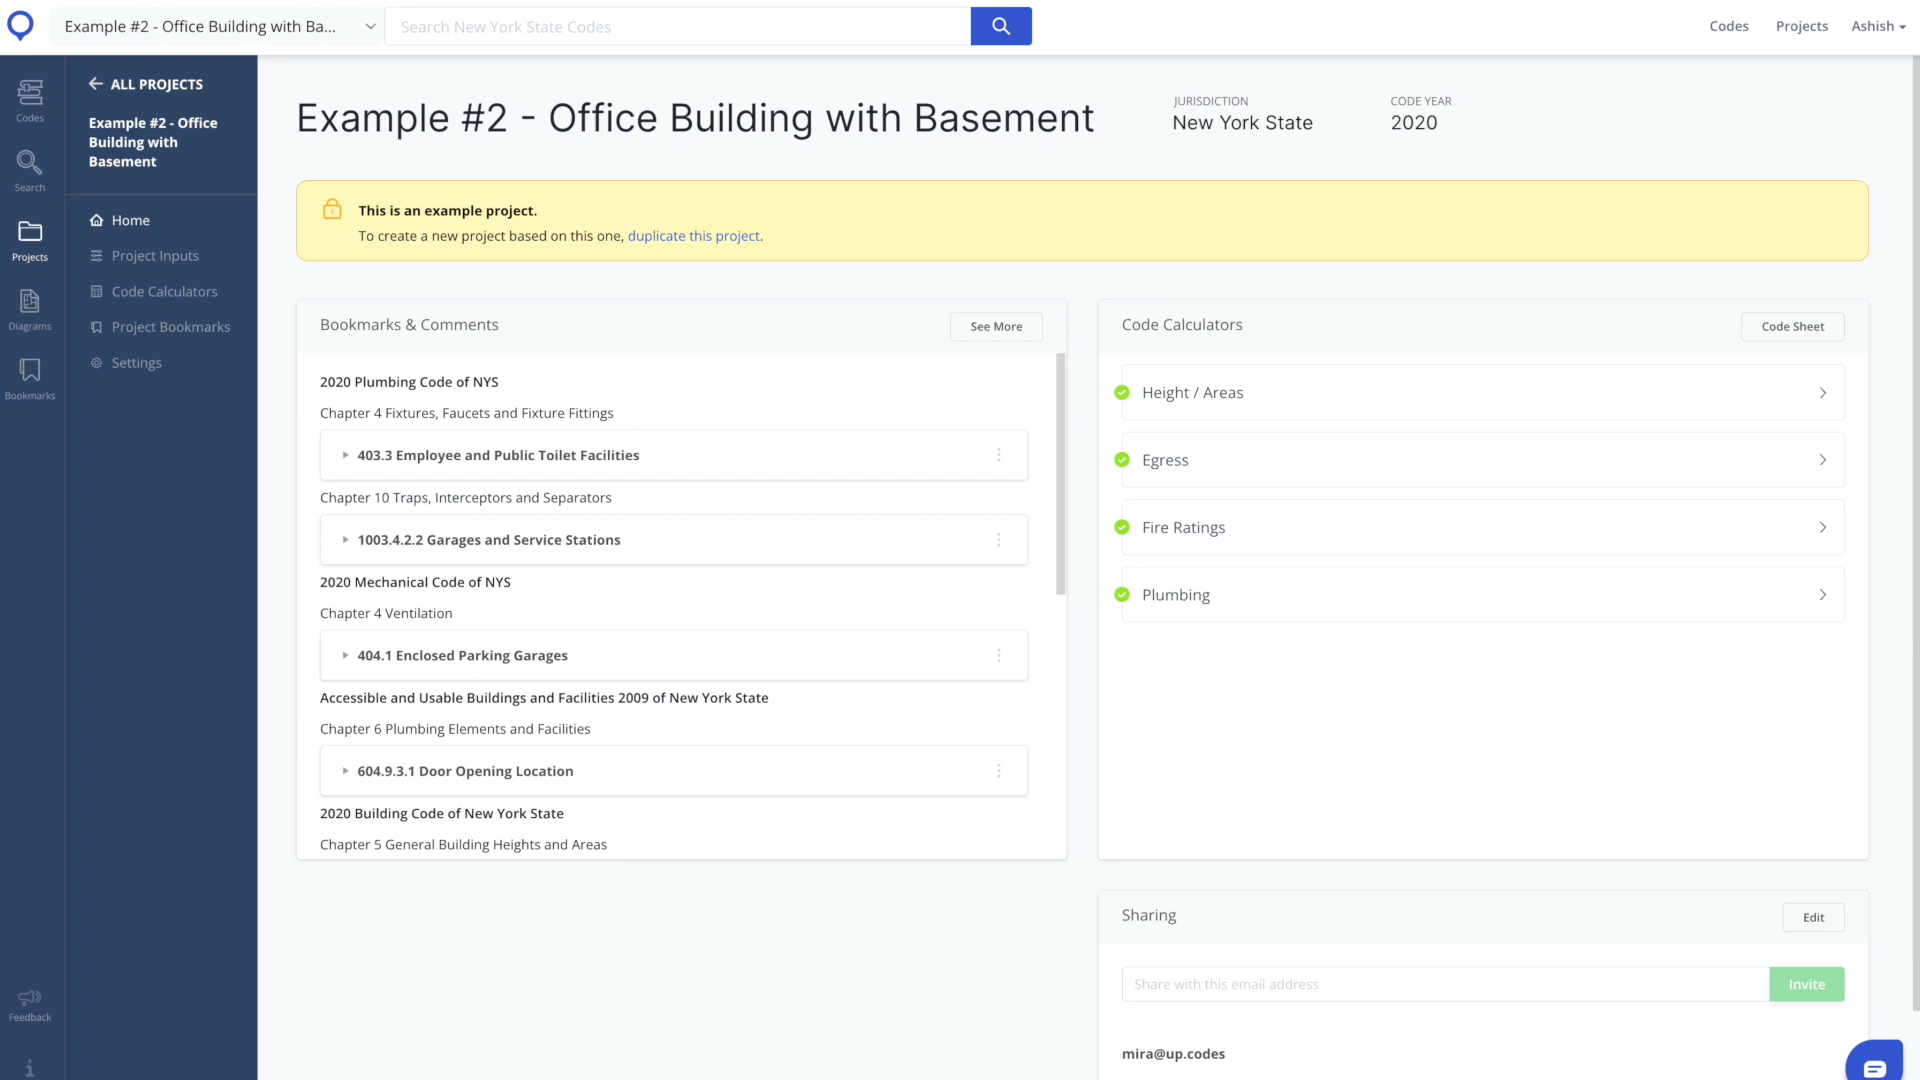 Example #2 - Office Building with Ba...
Search New York State Codes
Codes
Projects
Ashish
Codes
Search
Projects
Diagrams
Bookmarks
Feedback
ALL PROJECTS
Example #2 - Office
Building with
Basement
Home
Project Inputs
Code Calculators
Project Bookmarks
Settings
Example #2 - Office Building with Basement
JURISDICTION
New York State
CODE YEAR
2020
This is an example project.
To create a new project based on this one, duplicate this project.
Bookmarks & Comments
See More
2020 Plumbing Code of NYS
Chapter 4 Fixtures, Faucets and Fixture Fittings
403.3 Employee and Public Toilet Facilities
Chapter 10 Traps, Interceptors and Separators
1003.4.2.2 Garages and Service Stations
2020 Mechanical Code of NYS
Chapter 4 Ventilation
404.1 Enclosed Parking Garages
Accessible and Usable Buildings and Facilities 2009 of New York State
Chapter 6 Plumbing Elements and Facilities
604.9.3.1 Door Opening Location
2020 Building Code of New York State
Chapter 5 General Building Heights and Areas
Code Calculators
Code Sheet
Height / Areas
Egress
Fire Ratings
Plumbing
Sharing
Edit
Share with this email address
Invite
mira@up.codes